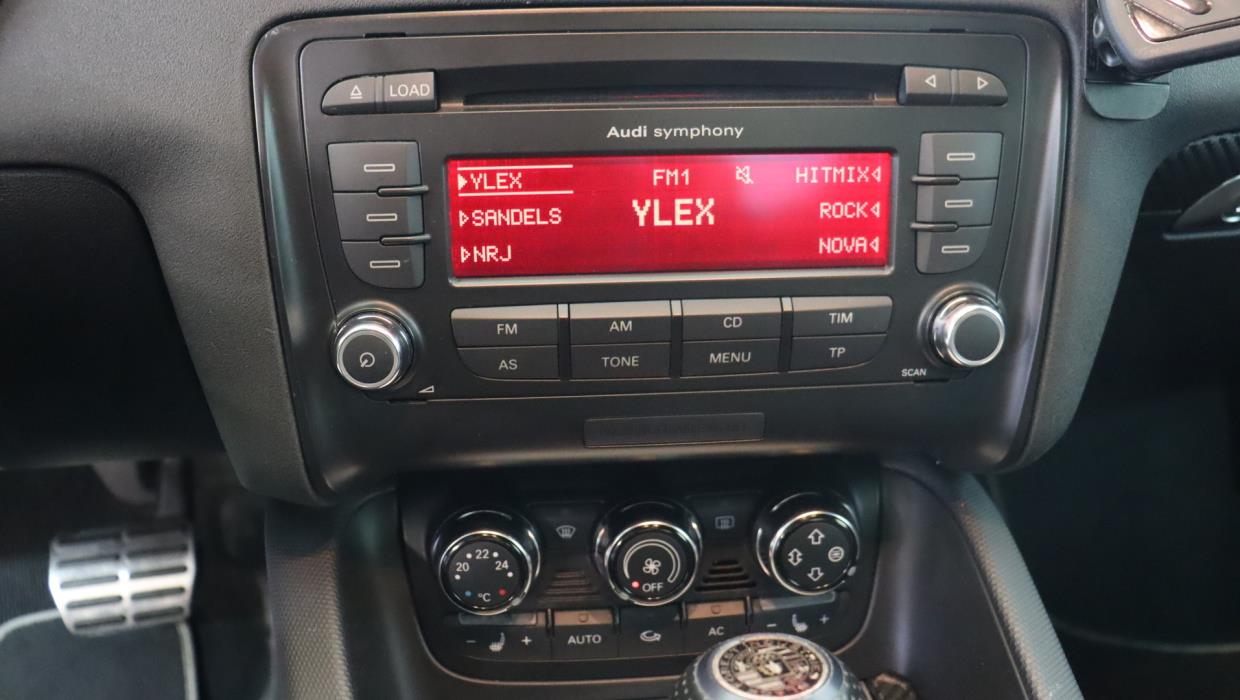 LOAD
Audi symphony
YLEX FM1 HITMIX
SANDELS YLEX ROCK
NRJ NOVA
FM AM CD TIM
AS TONE MENU TP
SCAN
20 22 24
°C
OFF
AUTO AC